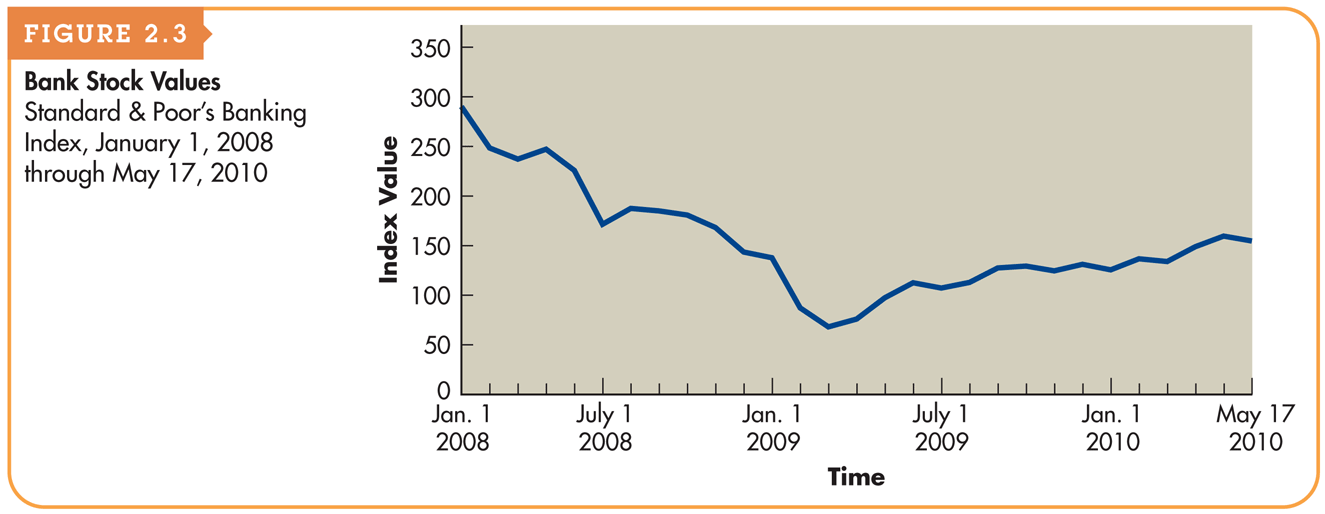 FIGURE 2.3
Bank Stock Values
Standard & Poor's Banking
Index, January 1, 2008
through May 17, 2010
Index Value
350
300
250
200
150
100
50
0
Jan. 1 July 1 Jan. 1 July 1 Jan. 1 May 17
2008 2008 2009 2009 2010 2010
Time